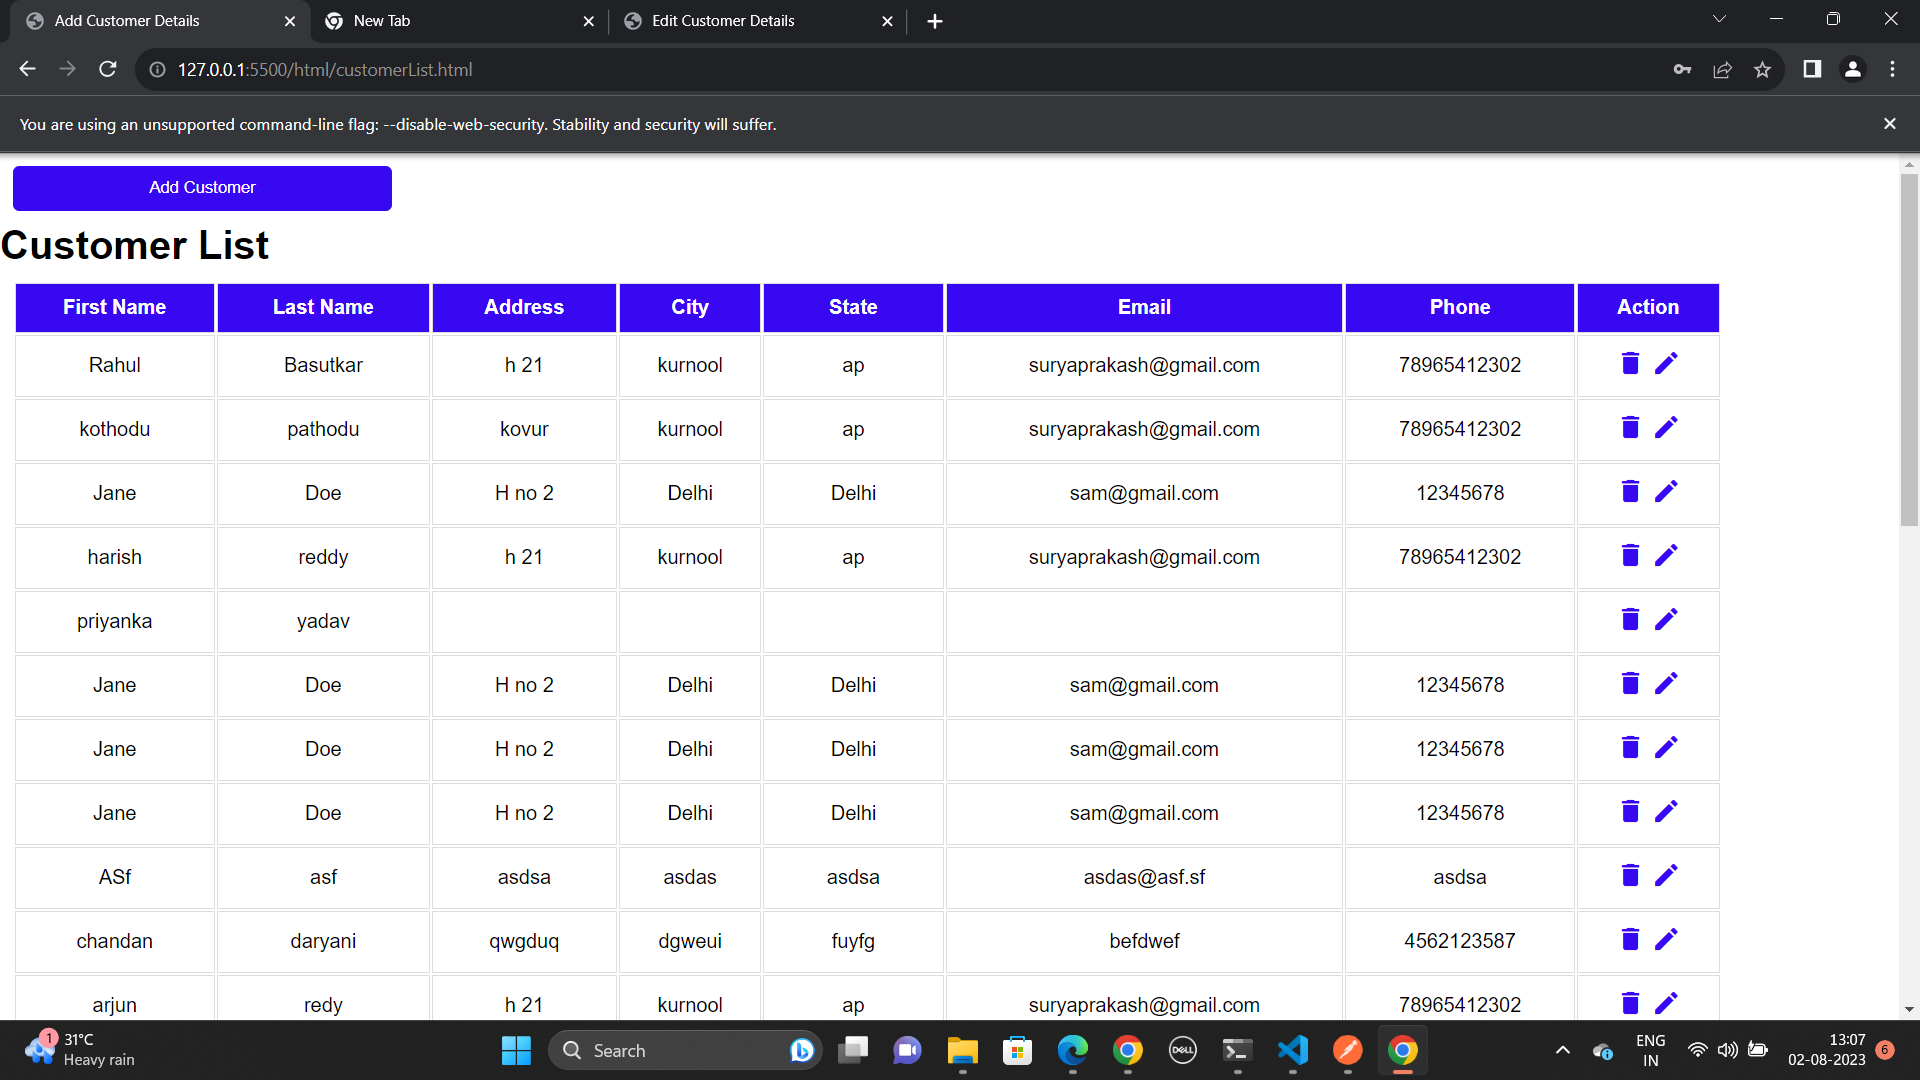 Add Customer Details
New Tab
Edit Customer Details
127.0.0.1:5500/html/customerList.html
You are using an unsupported command-line flag: --disable-web-security. Stability and security will suffer.
Add Customer
Customer List
First Name Last Name Address City State Email Phone Action
Rahul Basutkar h 21 kurnool ap suryaprakash@gmail.com 78965412302
kothodu pathodu kovur kurnool ap suryaprakash@gmail.com 78965412302
Jane Doe H no 2 Delhi Delhi sam@gmail.com 12345678
harish reddy h 21 kurnool ap suryaprakash@gmail.com 78965412302
priyanka yadav
Jane Doe H no 2 Delhi Delhi sam@gmail.com 12345678
Jane Doe H no 2 Delhi Delhi sam@gmail.com 12345678
Jane Doe H no 2 Delhi Delhi sam@gmail.com 12345678
ASf asf asdsa asdas asdsa asdas@asf.sf asdsa
chandan daryani qwgduq dgweui fuyfg befdwef 4562123587
arjun redy h 21 kurnool ap suryaprakash@gmail.com 78965412302
1
31°C
Heavy rain
Search
DELL
ENG
IN
13:07
02-08-2023
6